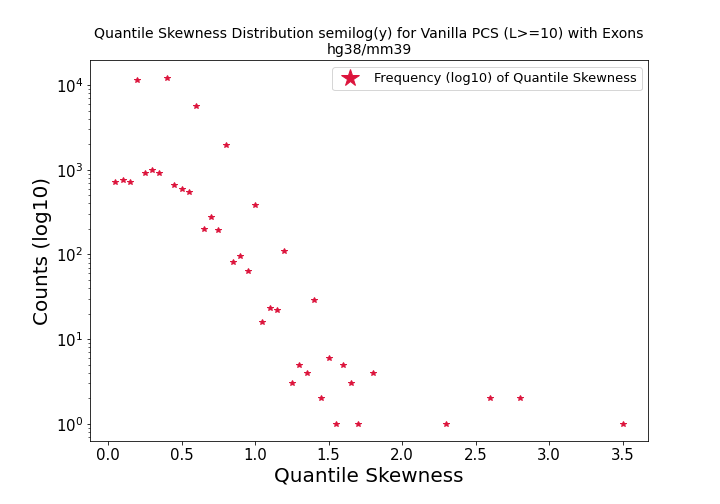 Quantile Skewness Distribution semilog(y) for Vanilla PCS (L>=10) with Exons
hg38/mm39
Frequency (log10) of Quantile Skewness
Counts (log10)
10^4
10^3
10^2
10^1
10^0
0.0 0.5 1.0 1.5 2.0 2.5 3.0 3.5
Quantile Skewness